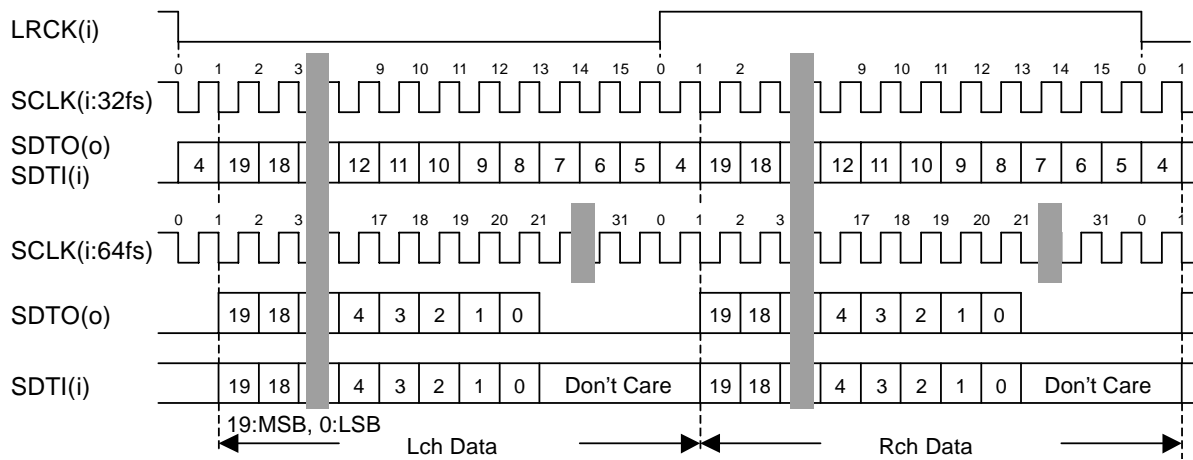 LRCK(i)
0 1 2 3 9 10 11 12 13 14 15 0 1 2 9 10 11 12 13 14 15 0 1
SCLK(i:32fs)
SDTO(o)
SDTI(i)
4 19 18 12 11 10 9 8 7 6 5 4 19 18 12 11 10 9 8 7 6 5 4
0 1 2 3 17 18 19 20 21 31 0 1 2 3 17 18 19 20 21 31 0 1
SCLK(i:64fs)
SDTO(o) 19 18 4 3 2 1 0 19 18 4 3 2 1 0
SDTI(i) 19 18 4 3 2 1 0 Don't Care 19 18 4 3 2 1 0 Don't Care
19:MSB, 0:LSB
Lch Data Rch Data